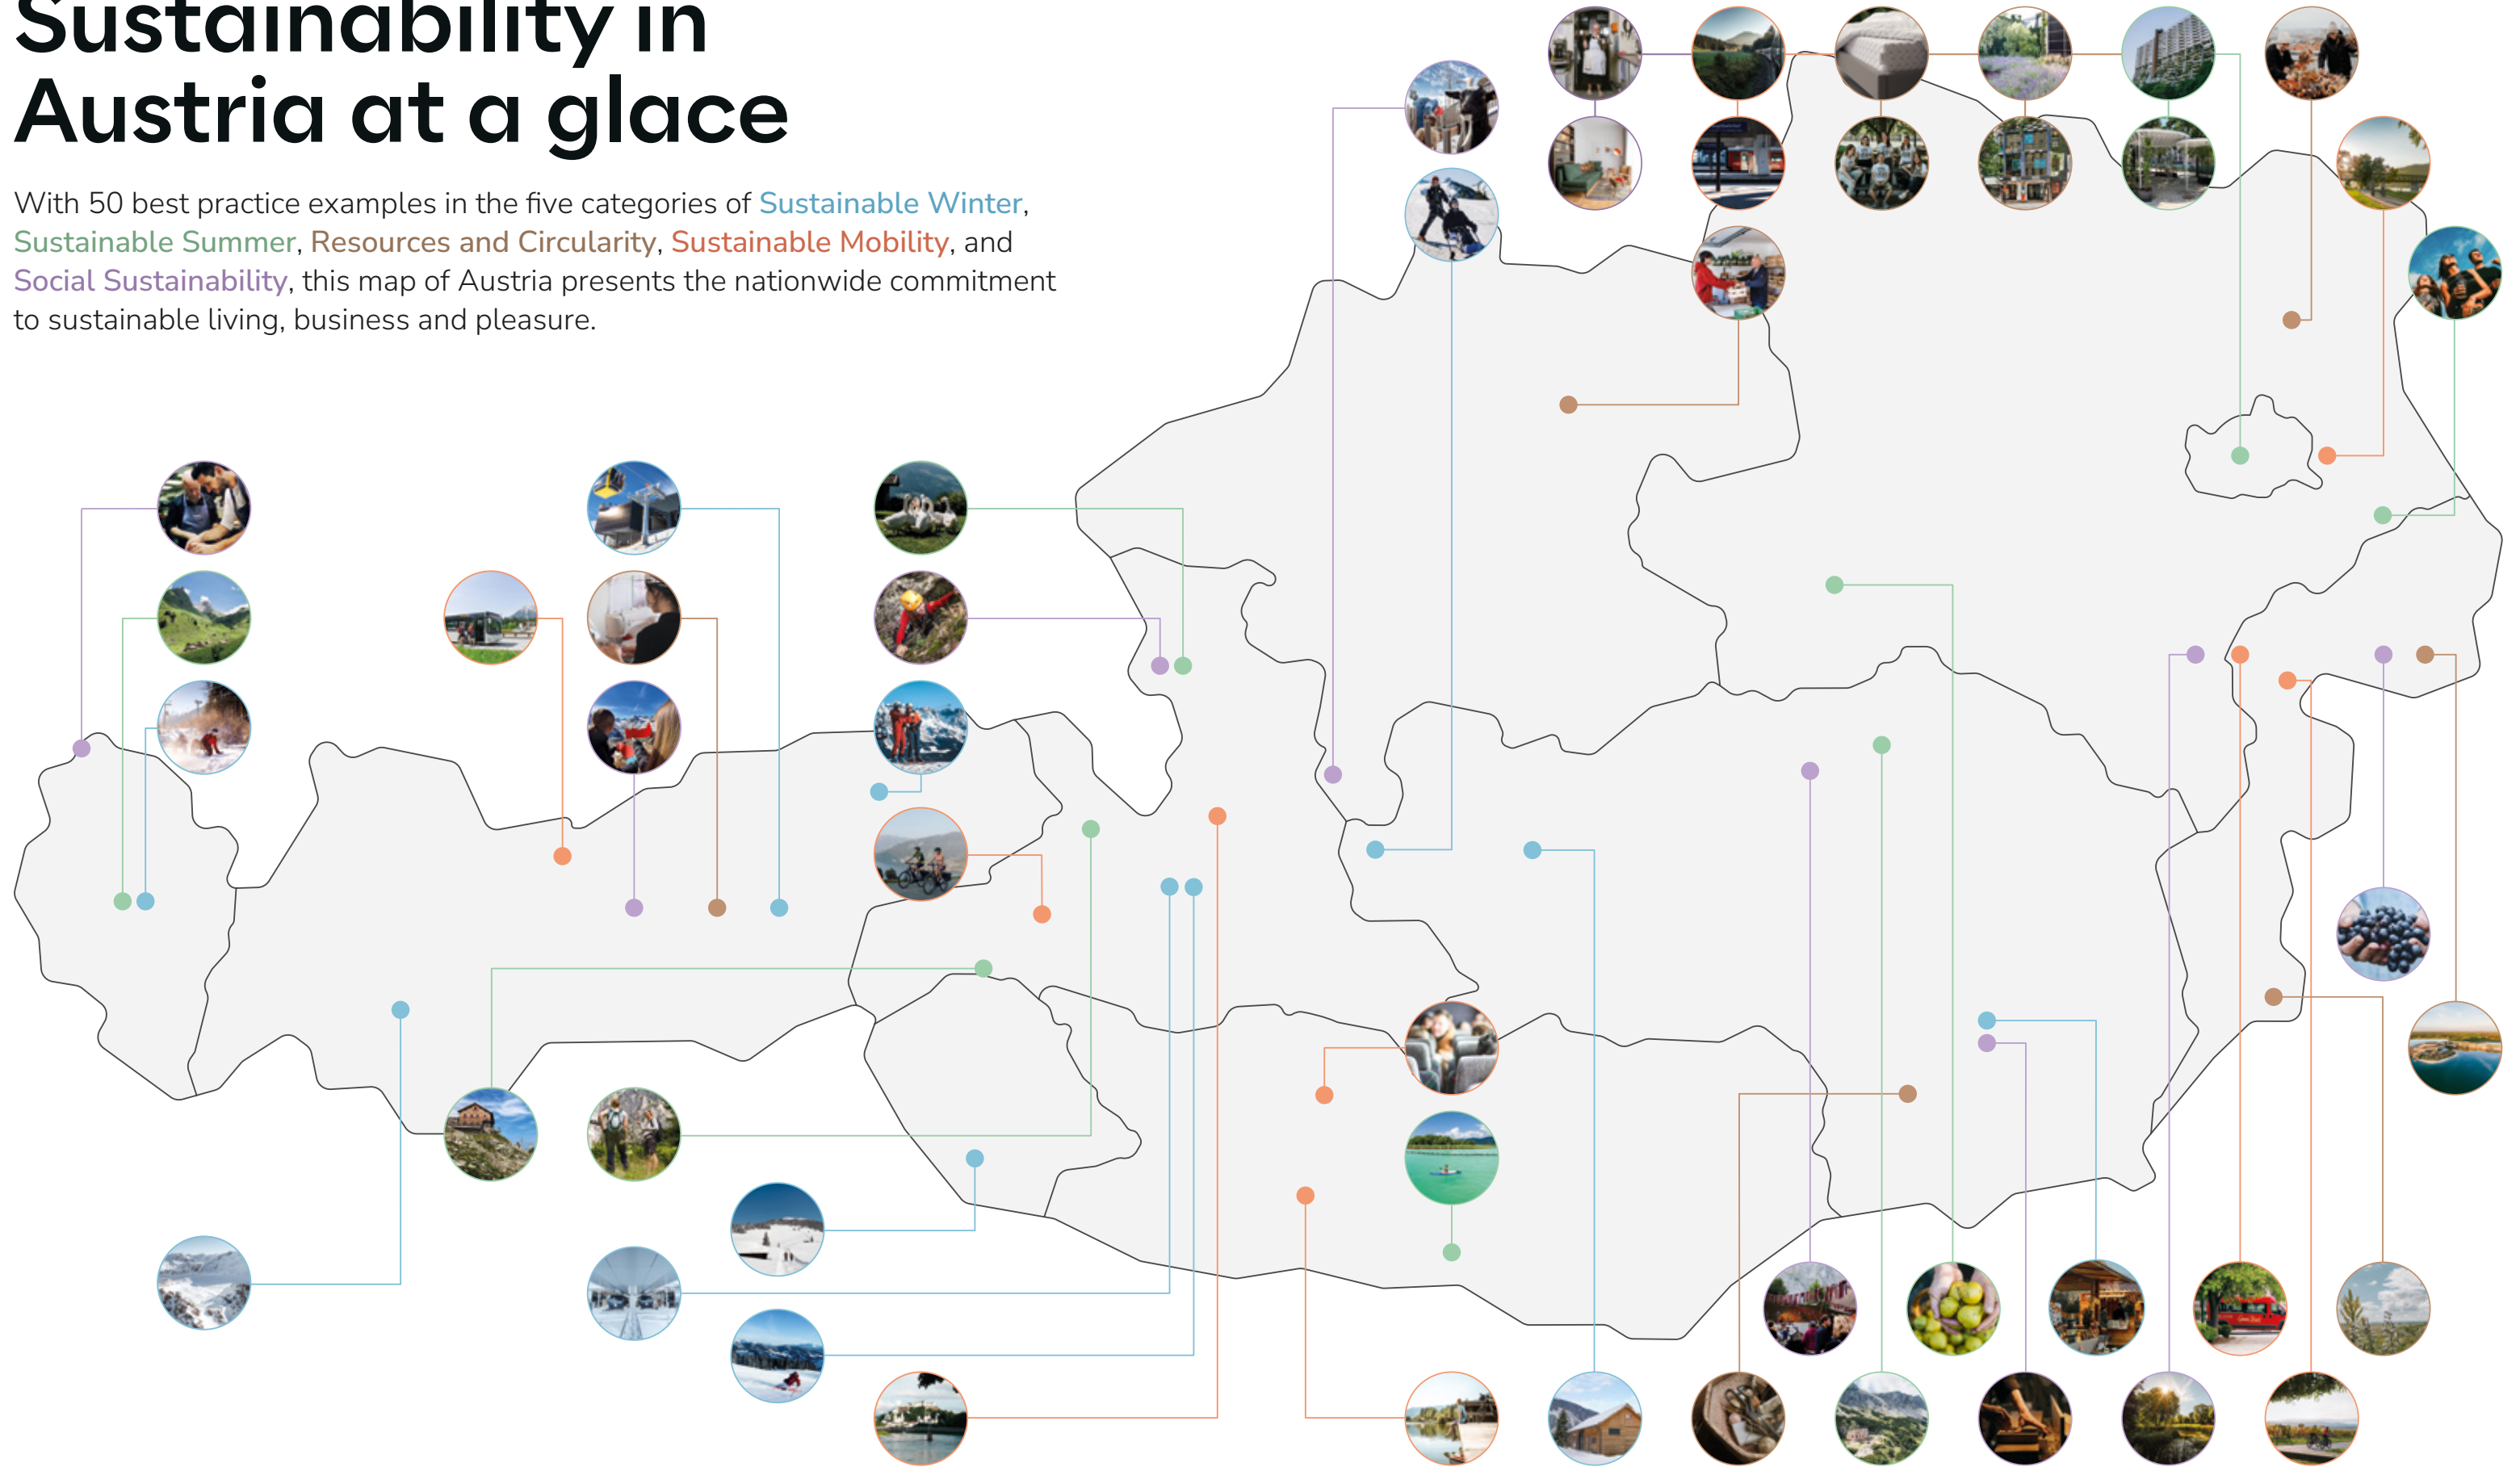 Sustainability in
Austria at a glace
With 50 best practice examples in the five categories of Sustainable Winter,
Sustainable Summer, Resources and Circularity, Sustainable Mobility, and
Social Sustainability, this map of Austria presents the nationwide commitment
to sustainable living, business and pleasure.